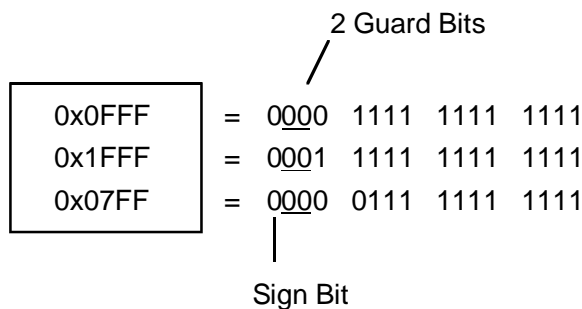 2 Guard Bits
0x0FFF = 0000 1111 1111 1111
0x1FFF = 0001 1111 1111 1111
0x07FF = 0000 0111 1111 1111
Sign Bit